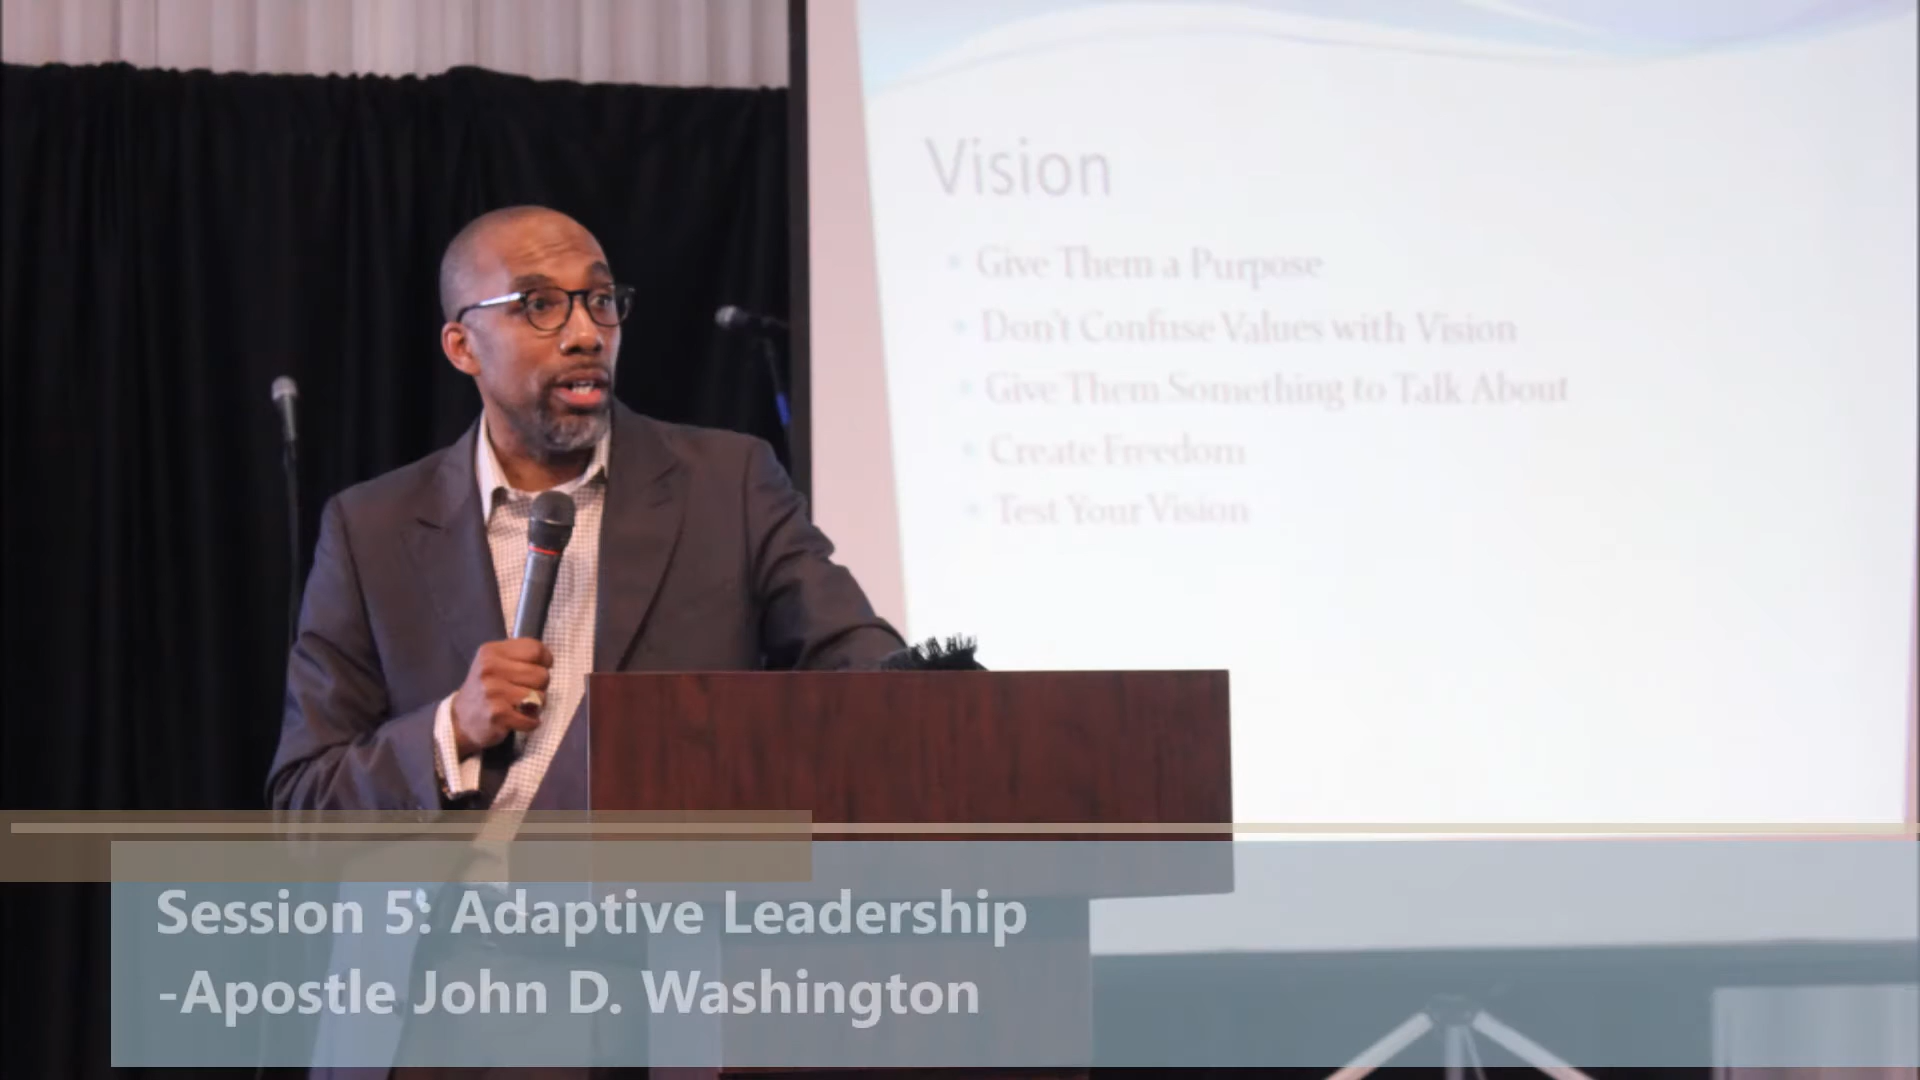 Vision
• Give Them a Purpose
• Don't Confuse Values with Vision
• Give Them Something to Talk About
• Create Freedom
• Test Your Vision
Session 5: Adaptive Leadership
-Apostle John D. Washington